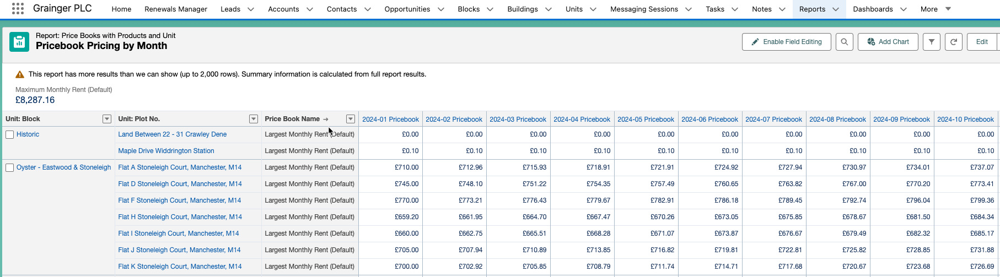 Grainger PLC Home Renewals Manager Leads Accounts Contacts Opportunities Blocks Buildings Units Messaging Sessions Tasks Notes Reports Dashboards More
Report: Price Books with Products and Unit
Pricebook Pricing by Month
Enable Field Editing Add Chart Edit
This report has more results than we can show (up to 2,000 rows). Summary information is calculated from full report results.
Maximum Monthly Rent (Default)
£8,287.16
Unit: Block Unit: Plot No. Price Book Name → 2024-01 Pricebook 2024-02 Pricebook 2024-03 Pricebook 2024-04 Pricebook 2024-05 Pricebook 2024-06 Pricebook 2024-07 Pricebook 2024-08 Pricebook 2024-09 Pricebook 2024-10 Pricebook
Historic Land Between 22 - 31 Crawley Dene Largest Monthly Rent (Default) £0.00 £0.00 £0.00 £0.00 £0.00 £0.00 £0.00 £0.00 £0.00 £0.00
Maple Drive Widdrington Station Largest Monthly Rent (Default) £0.10 £0.10 £0.10 £0.10 £0.10 £0.10 £0.10 £0.10 £0.10 £0.10
Oyster - Eastwood & Stoneleigh Flat A Stoneleigh Court, Manchester, M14 Largest Monthly Rent (Default) £710.00 £712.96 £715.93 £718.91 £721.91 £724.92 £727.94 £730.97 £734.01 £737.07
Flat D Stoneleigh Court, Manchester, M14 Largest Monthly Rent (Default) £745.00 £748.10 £751.22 £754.35 £757.49 £760.65 £763.82 £767.00 £770.20 £773.41
Flat F Stoneleigh Court, Manchester, M14 Largest Monthly Rent (Default) £770.00 £773.21 £776.43 £779.67 £782.91 £786.18 £789.45 £792.74 £796.04 £799.36
Flat H Stoneleigh Court, Manchester, M14 Largest Monthly Rent (Default) £659.20 £661.95 £664.70 £667.47 £670.26 £673.05 £675.85 £678.67 £681.50 £684.34
Flat I Stoneleigh Court, Manchester, M14 Largest Monthly Rent (Default) £660.00 £662.75 £665.51 £668.28 £671.07 £673.87 £676.67 £679.49 £682.32 £685.17
Flat J Stoneleigh Court, Manchester, M14 Largest Monthly Rent (Default) £705.00 £707.94 £710.89 £713.85 £716.82 £719.81 £722.81 £725.82 £728.85 £731.88
Flat K Stoneleigh Court, Manchester, M14 Largest Monthly Rent (Default) £700.00 £702.92 £705.85 £708.79 £711.74 £714.71 £717.68 £720.67 £723.68 £726.69